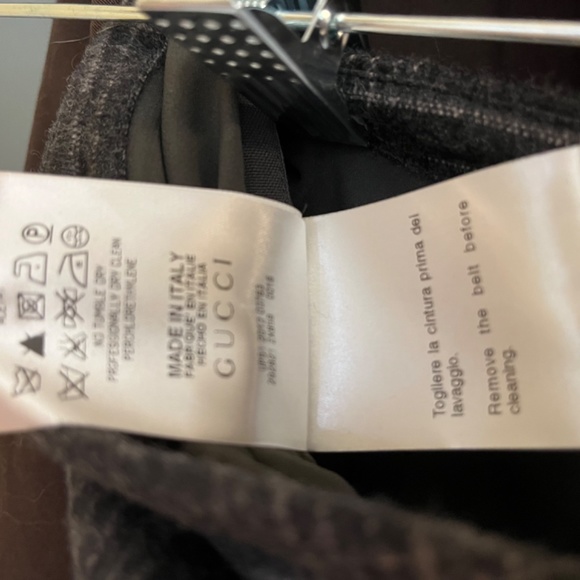 NO TUMBLE DRY
PROFESSIONALLY DRY CLEAN
PERCHLORETHYLENE
MADE IN ITALY
FABRIQUÉ EN ITALIE
HECHO EN ITALIA
GUCCI
Togliere la cintura prima del
lavaggio.
Remove the belt before
cleaning.